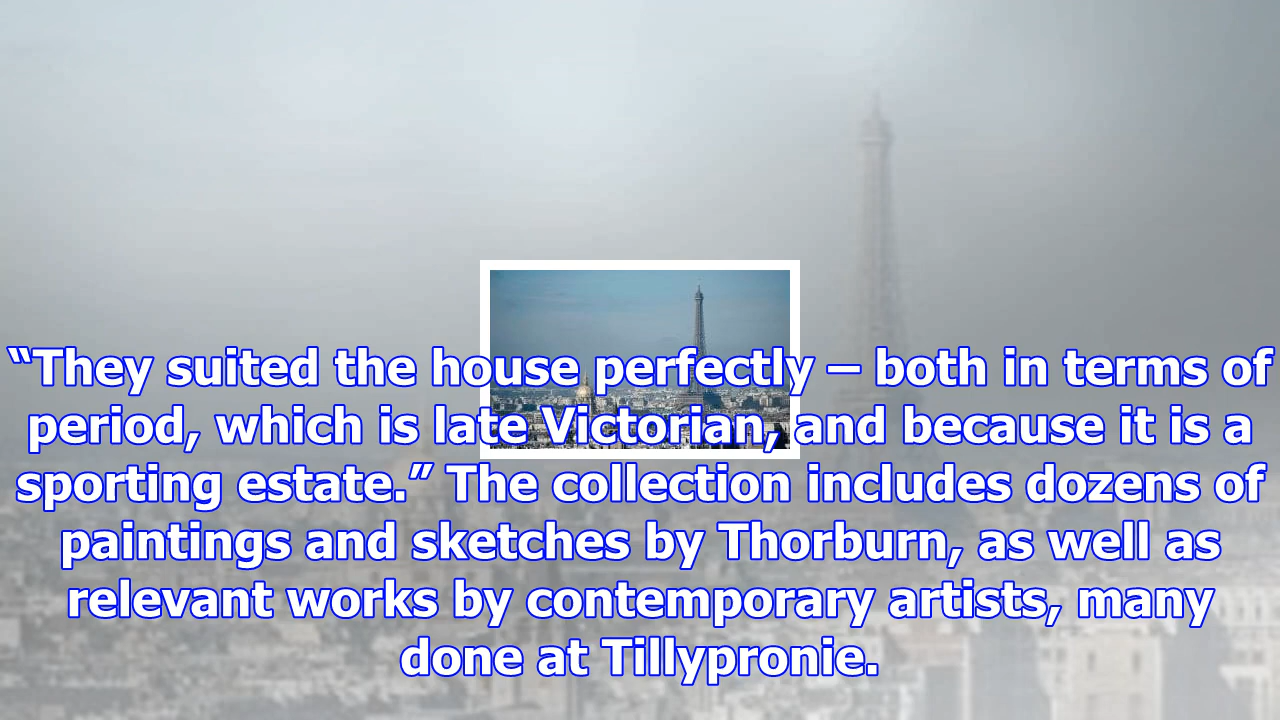 “They suited the house perfectly – both in terms of
period, which is late Victorian, and because it is a
sporting estate.” The collection includes dozens of
paintings and sketches by Thorburn, as well as
relevant works by contemporary artists, many
done at Tillypronie.